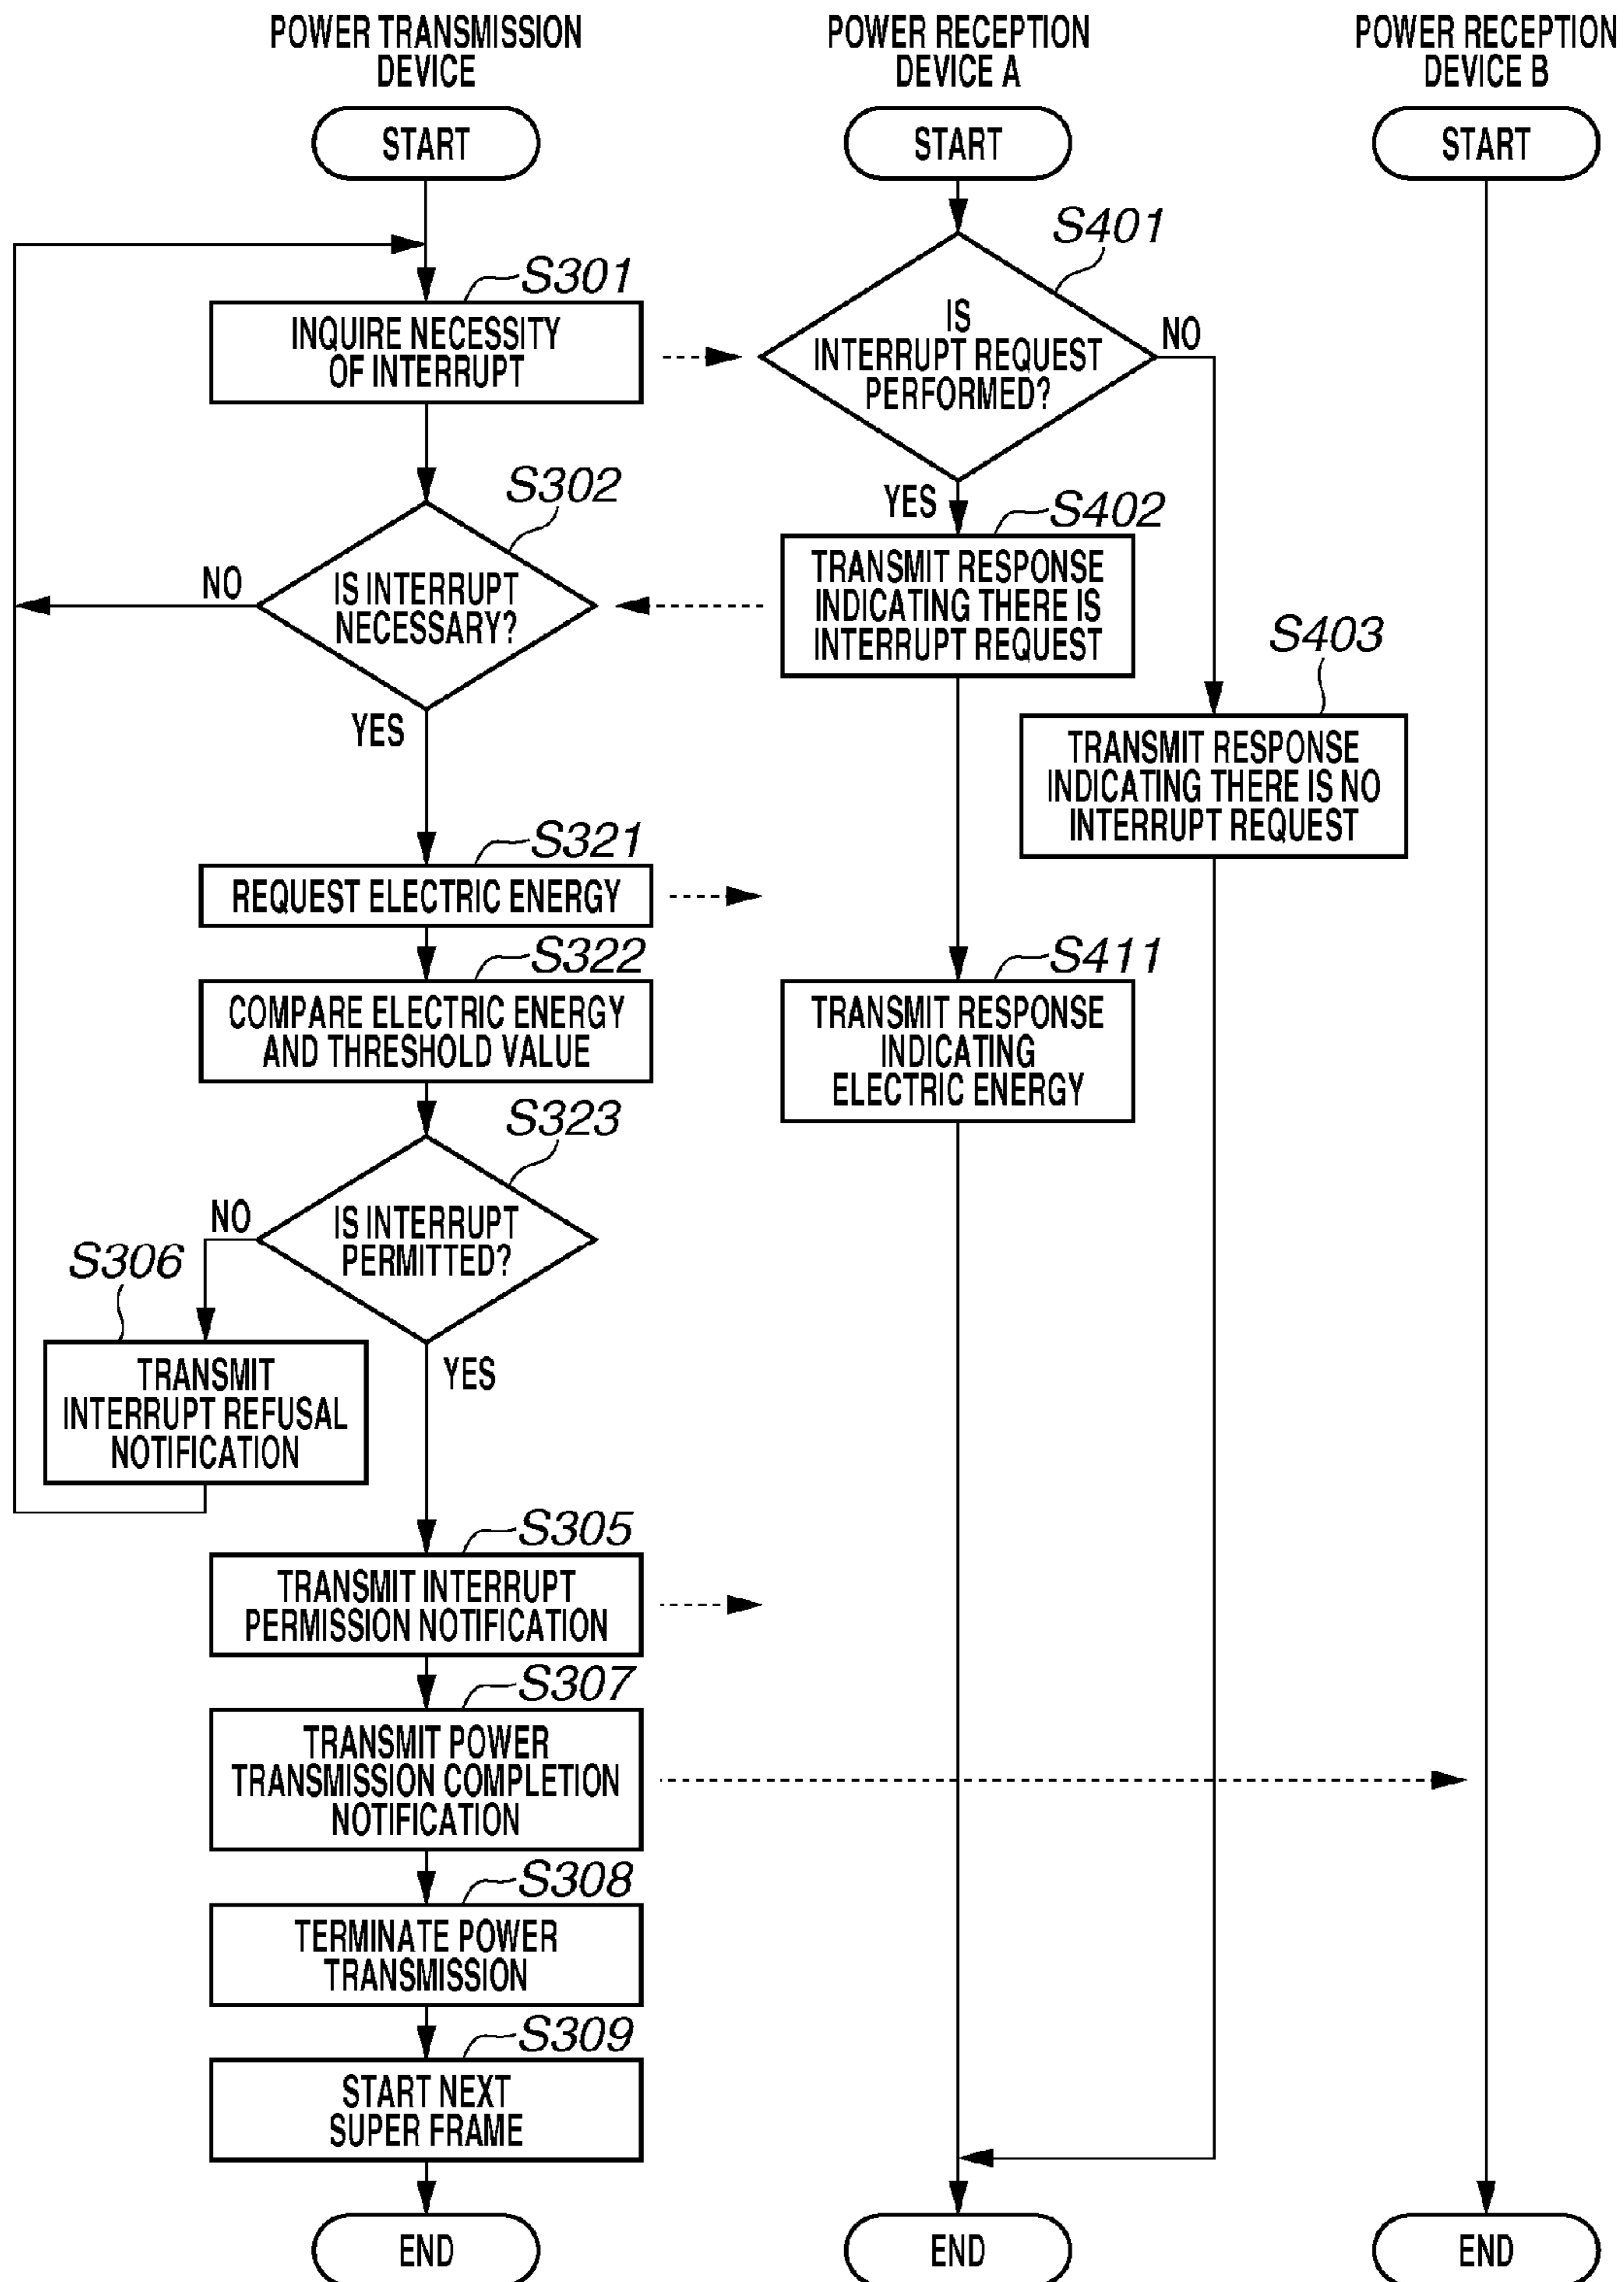 POWER TRANSMISSION
DEVICE
POWER RECEPTION
DEVICE A
POWER RECEPTION
DEVICE B
START
START
START
S301
INQUIRE NECESSITY
OF INTERRUPT
S401
IS
INTERRUPT REQUEST
PERFORMED?
NO
YES
S302
IS INTERRUPT
NECESSARY?
NO
YES
S402
TRANSMIT RESPONSE
INDICATING THERE IS
INTERRUPT REQUEST
S403
TRANSMIT RESPONSE
INDICATING THERE IS NO
INTERRUPT REQUEST
S321
REQUEST ELECTRIC ENERGY
S322
COMPARE ELECTRIC ENERGY
AND THRESHOLD VALUE
S411
TRANSMIT RESPONSE
INDICATING
ELECTRIC ENERGY
S323
IS INTERRUPT
PERMITTED?
NO
YES
S306
TRANSMIT
INTERRUPT REFUSAL
NOTIFICATION
S305
TRANSMIT INTERRUPT
PERMISSION NOTIFICATION
S307
TRANSMIT POWER
TRANSMISSION COMPLETION
NOTIFICATION
S308
TERMINATE POWER
TRANSMISSION
S309
START NEXT
SUPER FRAME
END
END
END